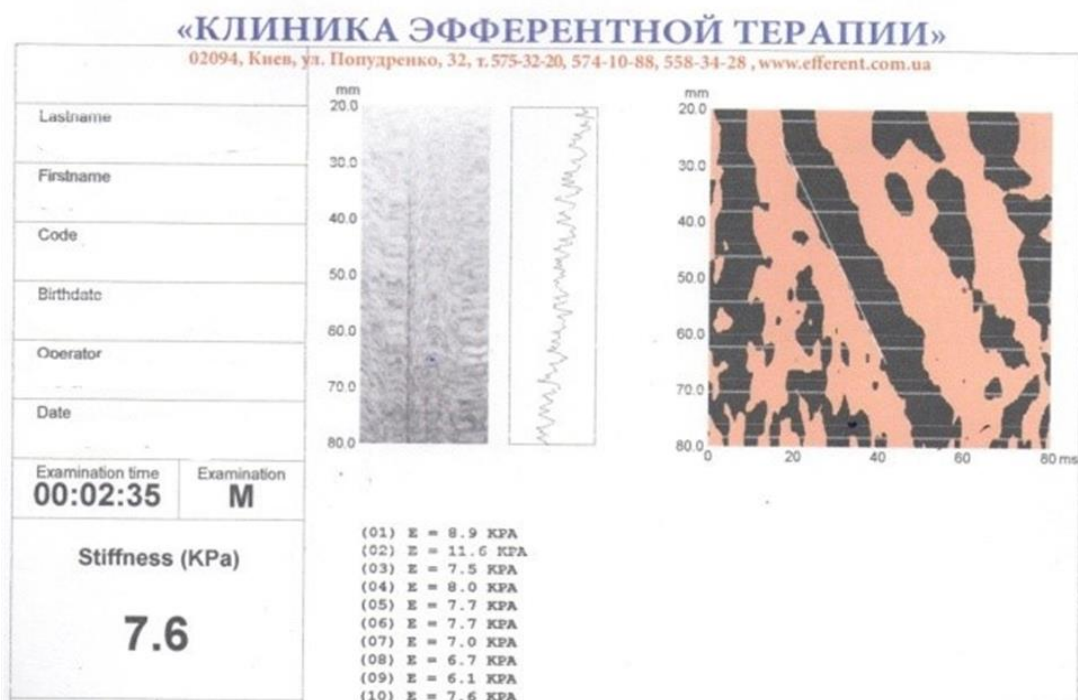 «КЛИНИКА ЭФФЕРЕНТНОЙ ТЕРАПИИ»
02094, Киев, ул. Попудренко, 32, т. 575-32-20, 574-10-88, 558-34-28 , www.efferent.com.ua
Lastname
Firstname
Code
Birthdate
Operator
Date
Examination time
00:02:35
Examination
M
Stiffness (KPa)
7.6
mm
20.0
30.0
40.0
50.0
60.0
70.0
80.0
mm
20.0
30.0
40.0
50.0
60.0
70.0
80.0
0 20 40 60 80 ms
(01) E = 8.9 KPA
(02) E = 11.6 KPA
(03) E = 7.5 KPA
(04) E = 8.0 KPA
(05) E = 7.7 KPA
(06) E = 7.7 KPA
(07) E = 7.0 KPA
(08) E = 6.7 KPA
(09) E = 6.1 KPA
(10) E = 7.6 KPA